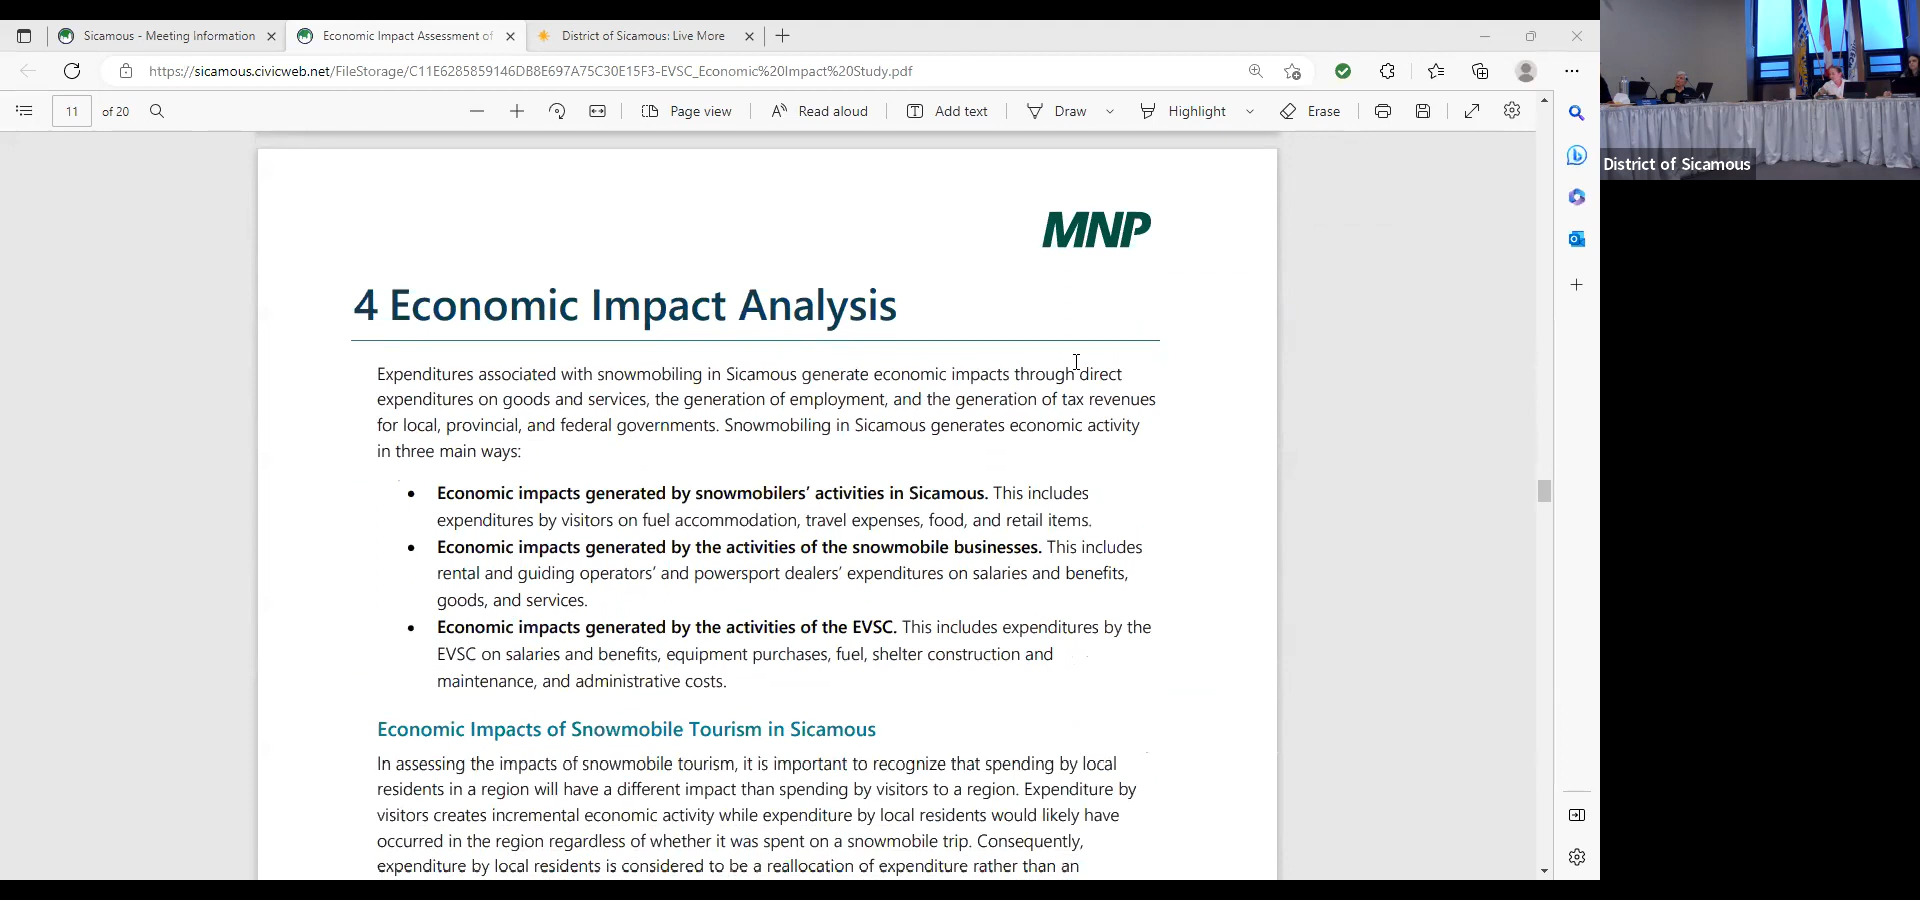 Sicamous - Meeting Information
Economic Impact Assessment of
District of Sicamous: Live More
https://sicamous.civicweb.net/FileStorage/C11E6285859146DB8E697A75C30E15F3-EVSC_Economic%20Impact%20Study.pdf
11 of 20
Page view
Read aloud
Add text
Draw
Highlight
Erase
District of Sicamous
MNP
4 Economic Impact Analysis
Expenditures associated with snowmobiling in Sicamous generate economic impacts through direct
expenditures on goods and services, the generation of employment, and the generation of tax revenues
for local, provincial, and federal governments. Snowmobiling in Sicamous generates economic activity
in three main ways:
• Economic impacts generated by snowmobilers’ activities in Sicamous. This includes
expenditures by visitors on fuel accommodation, travel expenses, food, and retail items.
• Economic impacts generated by the activities of the snowmobile businesses. This includes
rental and guiding operators’ and powersport dealers’ expenditures on salaries and benefits,
goods, and services.
• Economic impacts generated by the activities of the EVSC. This includes expenditures by the
EVSC on salaries and benefits, equipment purchases, fuel, shelter construction and
maintenance, and administrative costs.
Economic Impacts of Snowmobile Tourism in Sicamous
In assessing the impacts of snowmobile tourism, it is important to recognize that spending by local
residents in a region will have a different impact than spending by visitors to a region. Expenditure by
visitors creates incremental economic activity while expenditure by local residents would likely have
occurred in the region regardless of whether it was spent on a snowmobile trip. Consequently,
expenditure by local residents is considered to be a reallocation of expenditure rather than an